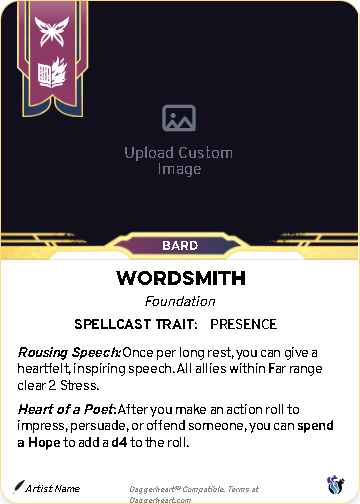 Upload Custom
Image
BARD
WORDSMITH
Foundation
SPELLCAST TRAIT: PRESENCE
Rousing Speech: Once per long rest, you can give a
heartfelt, inspiring speech. All allies within Far range
clear 2 Stress.
Heart of a Poet: After you make an action roll to
impress, persuade, or offend someone, you can spend
a Hope to add a d4 to the roll.
Artist Name
Daggerheart™ Compatible. Terms at
Daggerheart.com